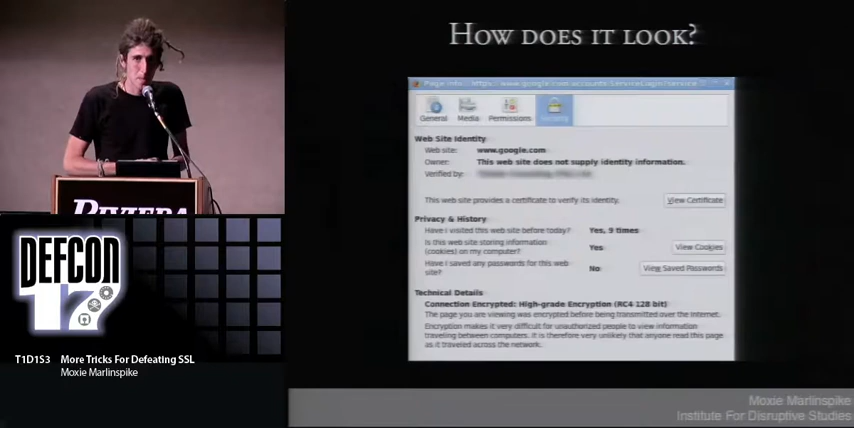 How does it look?
General
Media
Permissions
Security
Web Site Identity
Web site: www.google.com
Owner: This web site does not supply identity information.
Verified by:
This web site provides a certificate to verify its identity.
View Certificate
Privacy & History
Have I visited this web site before today? Yes, 9 times
Is this web site storing information
(cookies) on my computer?
Yes
View Cookies
Have I saved any passwords for this web
site?
No
View Saved Passwords
Technical Details
Connection Encrypted: High-grade Encryption (RC4 128 bit)
The page you are viewing was encrypted before being transmitted over the Internet.
Encryption makes it very difficult for unauthorized people to view information
traveling between computers. It is therefore very unlikely that anyone read this page
as it traveled across the network.
RIVIERA
DEFCON
17
T1D1S3 More Tricks For Defeating SSL
Moxie Marlinspike
Moxie Marlinspike
Institute For Disruptive Studies